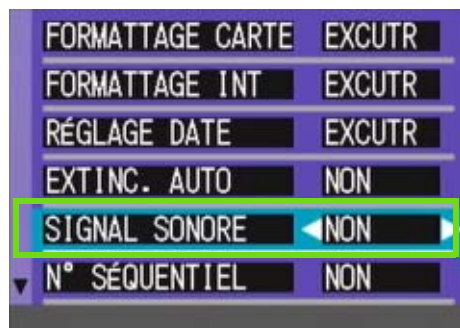 FORMATTAGE CARTE EXCUTR
FORMATTAGE INT EXCUTR
RÉGLAGE DATE EXCUTR
EXTINC. AUTO NON
SIGNAL SONORE NON
N° SÉQUENTIEL NON